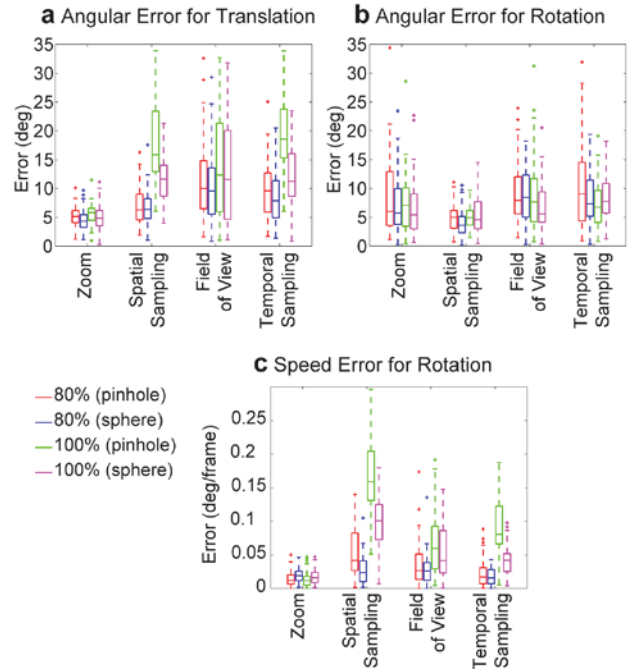 a Angular Error for Translation
35
30
25
20
15
10
5
0
Error (deg)
Zoom
Spatial
Sampling
Field
of View
Temporal
Sampling
b Angular Error for Rotation
35
30
25
20
15
10
5
0
Error (deg)
Zoom
Spatial
Sampling
Field
of View
Temporal
Sampling
80% (pinhole)
80% (sphere)
100% (pinhole)
100% (sphere)
c Speed Error for Rotation
0.25
0.2
0.15
0.1
0.05
0
Error (deg/frame)
Zoom
Spatial
Sampling
Field
of View
Temporal
Sampling